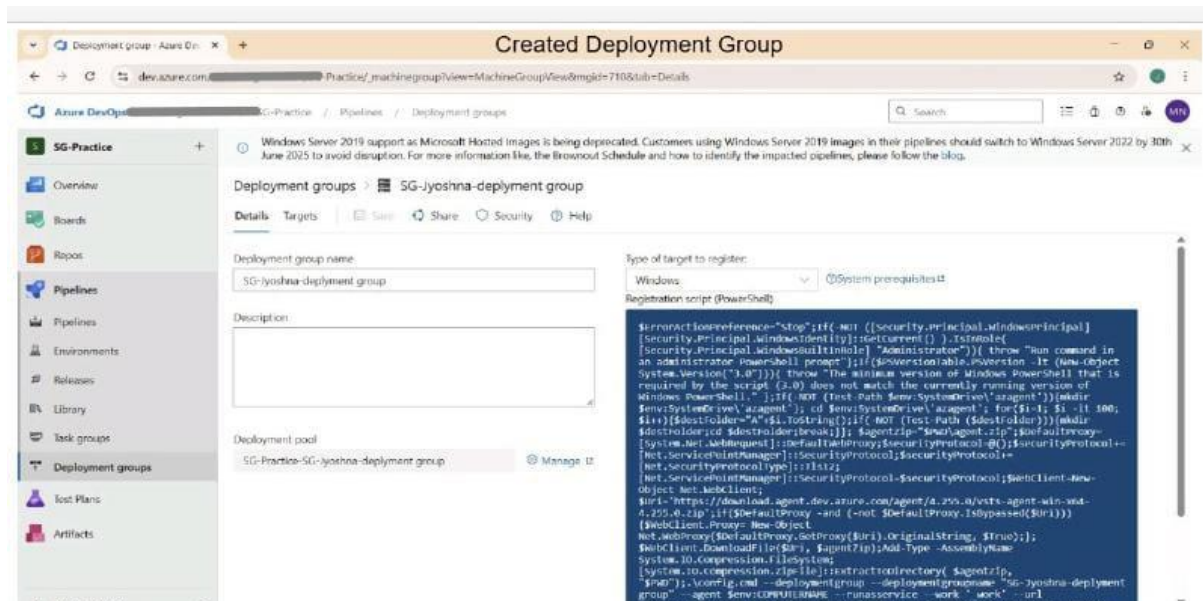 Created Deployment Group
Deployment group - Azure De
dev.azure.com/ -Practice/_machinegroup?view=MachineGroupView&mgid=710&tab=Details
Azure DevOps SG-Practice / Pipelines / Deployment groups
Search
MN
S SG-Practice
Windows Server 2019 support as Microsoft Hosted Images is being deprecated. Customers using Windows Server 2019 images in their pipelines should switch to Windows Server 2022 by 30th
June 2025 to avoid disruption. For more information like, the Brownout Schedule and how to identify the impacted pipelines, please follow the blog.
Overview
Boards
Repos
Pipelines
Pipelines
Environments
Releases
Library
Task groups
Deployment groups
Test Plans
Artifacts
Deployment groups > SG-Jyoshna-deplyment group
Details Targets Save Share Security Help
Deployment group name
SG-Jyoshna-deplyment group
Description
Deployment pool
SG-Practice-SG-Jyoshna-deplyment group
Manage
Type of target to register:
Windows
System prerequisites
Registration script (PowerShell)
$ErrorActionPreference="Stop";If(-NOT ([Security.Principal.WindowsPrincipal]
[Security.Principal.WindowsIdentity]::GetCurrent() ).IsInRole(
[Security.Principal.WindowsBuiltInRole] "Administrator")){ throw "Run command in
an administrator PowerShell prompt"};If($PSVersionTable.PSVersion -lt (New-Object
System.Version("3.0"))){ throw "The minimum version of Windows PowerShell that is
required by the script (3.0) does not match the currently running version of
Windows PowerShell." };If(-NOT (Test-Path $env:SystemDrive\'azagent')){mkdir
$env:SystemDrive\'azagent'}; cd $env:SystemDrive\'azagent'; for($i=1; $i -lt 100;
$i++){$destFolder="A"+$i.ToString();if(-NOT (Test-Path ($destFolder))){mkdir
$destFolder;cd $destFolder;break;}}; $agentZip="$PWD\agent.zip";$DefaultProxy=
[System.Net.WebRequest]::DefaultWebProxy;$securityProtocol=@();$securityProtocol+=
[Net.ServicePointManager]::SecurityProtocol;$securityProtocol+=
[Net.SecurityProtocolType]::Tls12;
[Net.ServicePointManager]::SecurityProtocol=$securityProtocol;$WebClient=New-
Object Net.WebClient;
$Uri='https://download.agent.dev.azure.com/agent/4.255.0/vsts-agent-win-x64-
4.255.0.zip';if($DefaultProxy -and (-not $DefaultProxy.IsBypassed($Uri)))
{$WebClient.Proxy= New-Object
Net.WebProxy($DefaultProxy.GetProxy($Uri).OriginalString, $True);};
$WebClient.DownloadFile($Uri, $agentZip);Add-Type -AssemblyName
System.IO.Compression.FileSystem;
[System.IO.Compression.ZipFile]::ExtractToDirectory( $agentZip,
"$PWD");.\config.cmd --deploymentgroup --deploymentgroupname "SG-Jyoshna-deplyment
group" --agent $env:COMPUTERNAME --runasservice --work '_work' --url